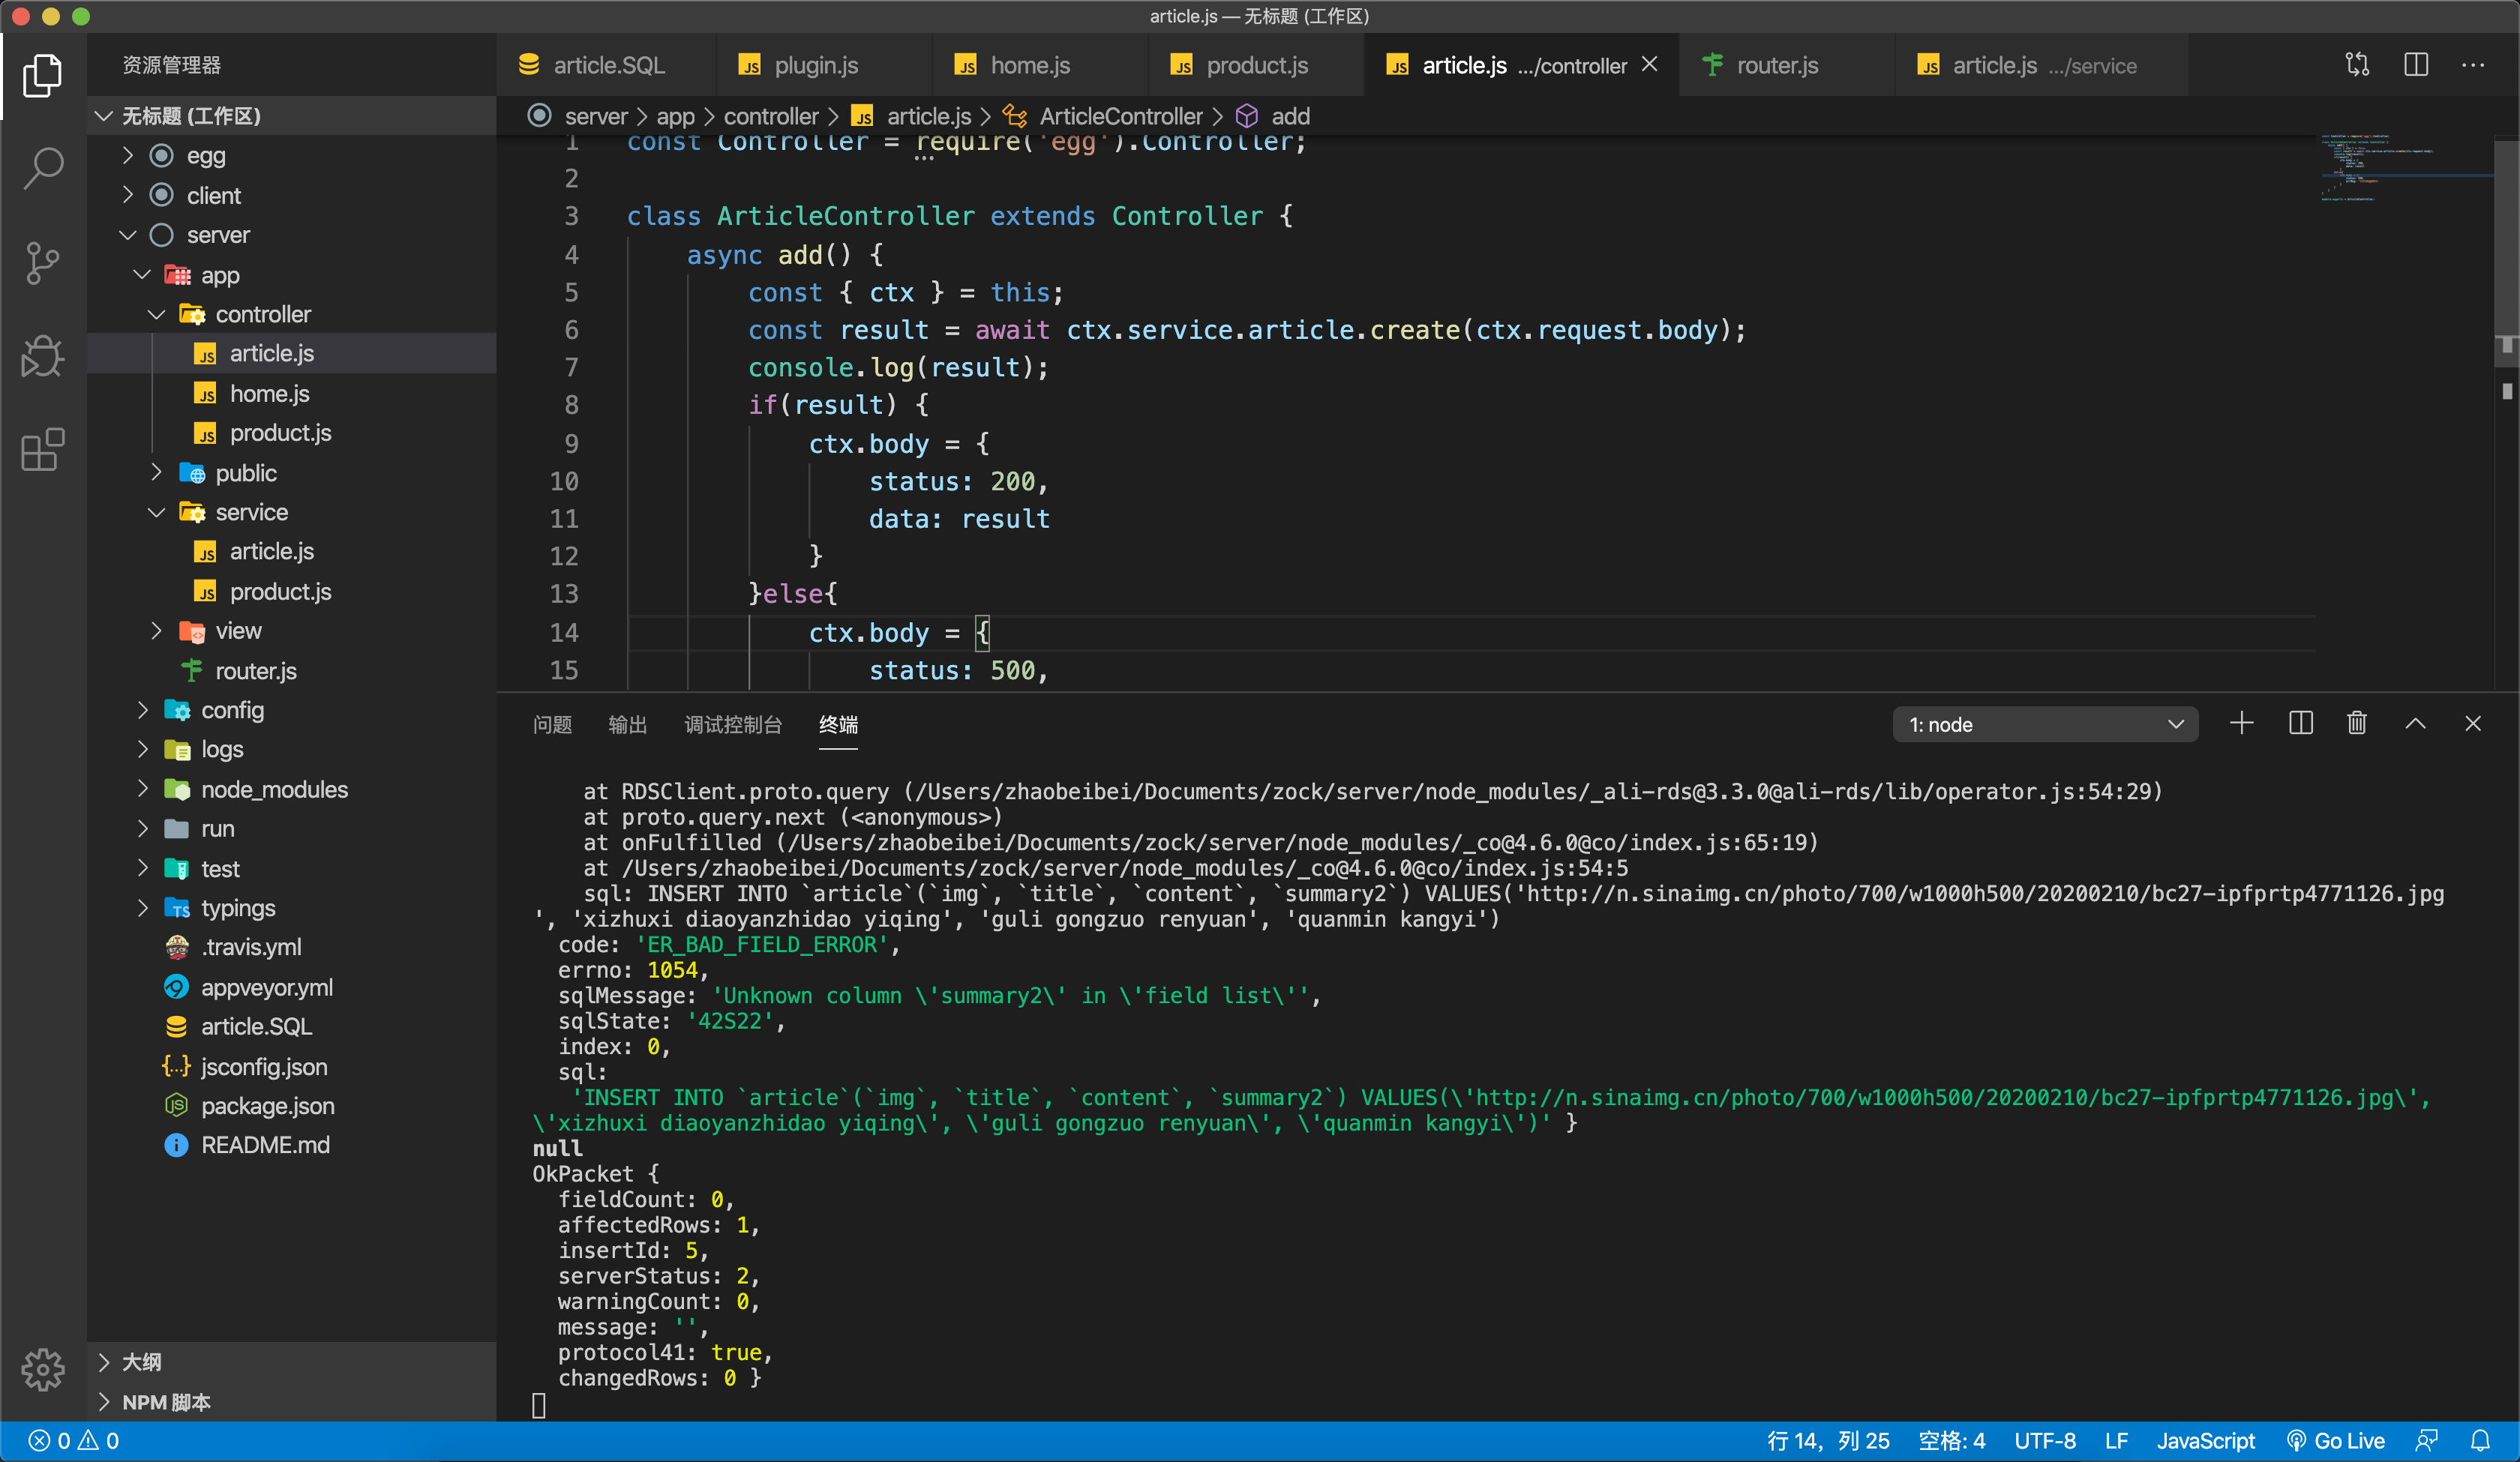 article.js — 无标题 (工作区)
资源管理器
article.SQL
plugin.js
home.js
product.js
article.js .../controller
router.js
article.js .../service
无标题 (工作区)
server > app > controller > article.js > ArticleController > add
egg
client
server
app
controller
article.js
home.js
product.js
public
service
article.js
product.js
view
router.js
config
logs
node_modules
run
test
typings
.travis.yml
appveyor.yml
article.SQL
jsconfig.json
package.json
README.md
大纲
NPM 脚本
1 const Controller = require('egg').Controller;
2
3 class ArticleController extends Controller {
4 async add() {
5 const { ctx } = this;
6 const result = await ctx.service.article.create(ctx.request.body);
7 console.log(result);
8 if(result) {
9 ctx.body = {
10 status: 200,
11 data: result
12 }
13 }else{
14 ctx.body = {
15 status: 500,
问题 输出 调试控制台 终端
1: node
at RDSClient.proto.query (/Users/zhaobeibei/Documents/zock/server/node_modules/_ali-rds@3.3.0@ali-rds/lib/operator.js:54:29)
at proto.query.next (<anonymous>)
at onFulfilled (/Users/zhaobeibei/Documents/zock/server/node_modules/_co@4.6.0@co/index.js:65:19)
at /Users/zhaobeibei/Documents/zock/server/node_modules/_co@4.6.0@co/index.js:54:5
sql: INSERT INTO `article`(`img`, `title`, `content`, `summary2`) VALUES('http://n.sinaimg.cn/photo/700/w1000h500/20200210/bc27-ipfprtp4771126.jpg
', 'xizhuxi diaoyanzhidao yiqing', 'guli gongzuo renyuan', 'quanmin kangyi')
code: 'ER_BAD_FIELD_ERROR',
errno: 1054,
sqlMessage: 'Unknown column \'summary2\' in \'field list\'',
sqlState: '42S22',
index: 0,
sql:
'INSERT INTO `article`(`img`, `title`, `content`, `summary2`) VALUES(\'http://n.sinaimg.cn/photo/700/w1000h500/20200210/bc27-ipfprtp4771126.jpg\',
\'xizhuxi diaoyanzhidao yiqing\', \'guli gongzuo renyuan\', \'quanmin kangyi\')' }
null
OkPacket {
fieldCount: 0,
affectedRows: 1,
insertId: 5,
serverStatus: 2,
warningCount: 0,
message: '',
protocol41: true,
changedRows: 0 }
0 0
行 14，列 25 空格: 4 UTF-8 LF JavaScript Go Live